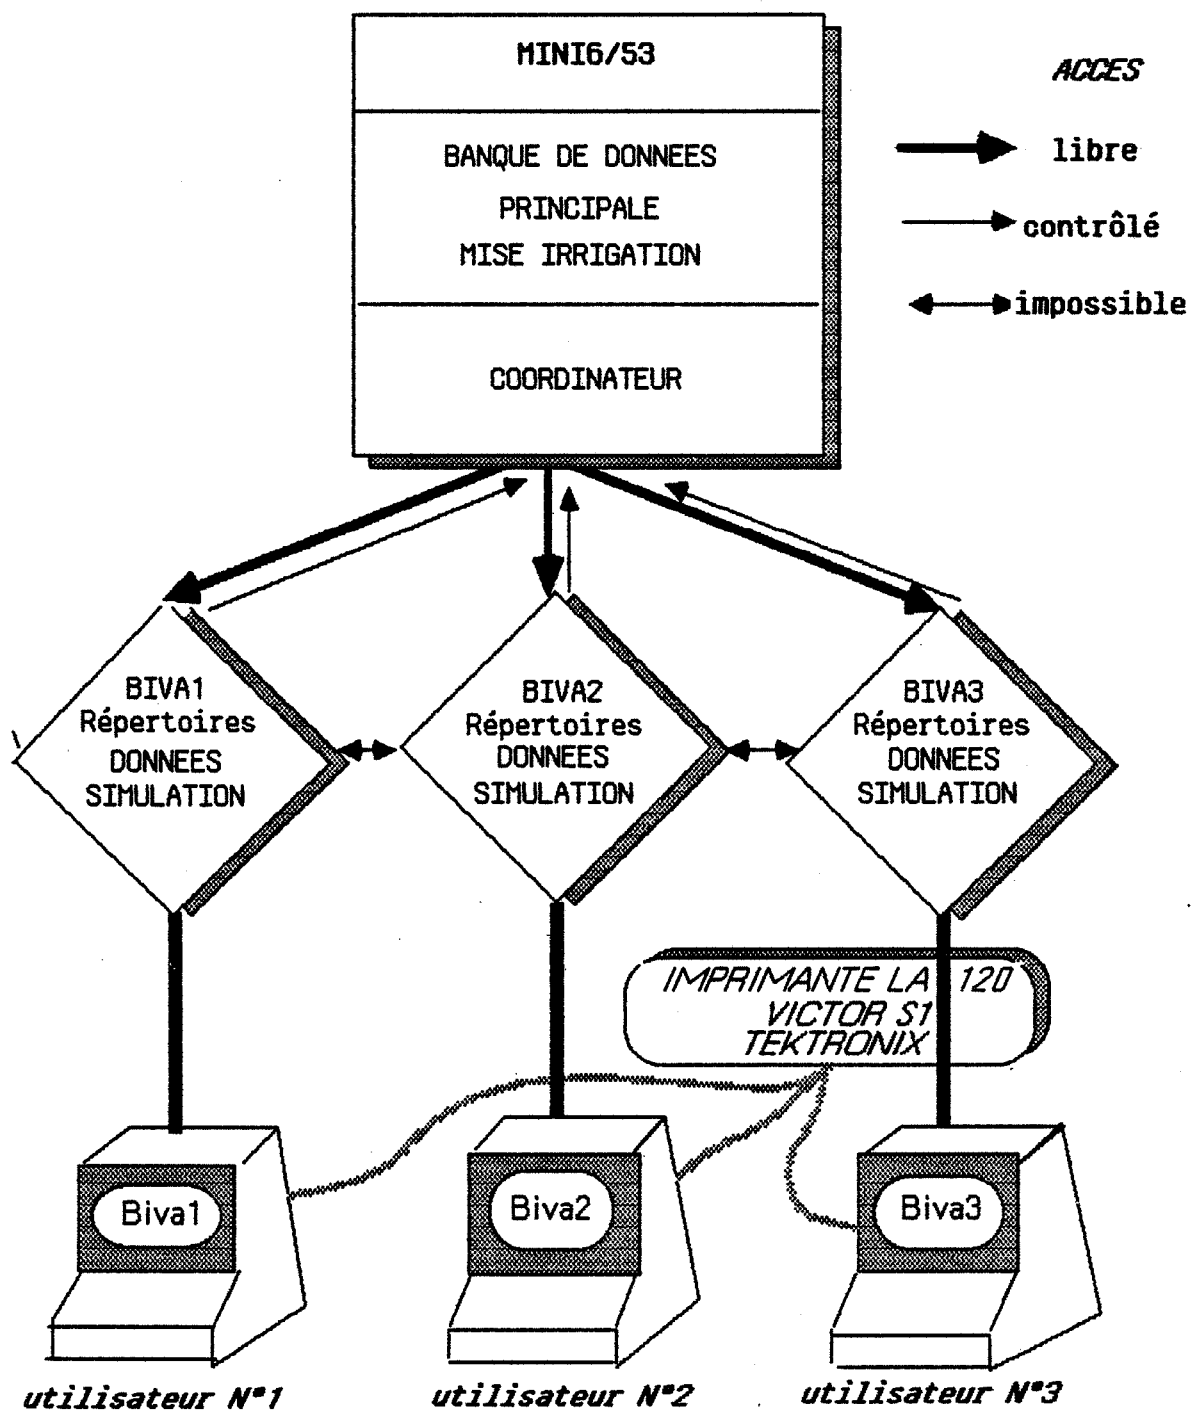 MINI6/53
BANQUE DE DONNEES
PRINCIPALE
MISE IRRIGATION
COORDINATEUR
ACCES
libre
contrôlé
impossible
BIVA1
Répertoires
DONNEES
SIMULATION
BIVA2
Répertoires
DONNEES
SIMULATION
BIVA3
Répertoires
DONNEES
SIMULATION
IMPRIMANTE LA 120
VICTOR S1
TEKTRONIX
Biva1
Biva2
Biva3
utilisateur N°1
utilisateur N°2
utilisateur N°3